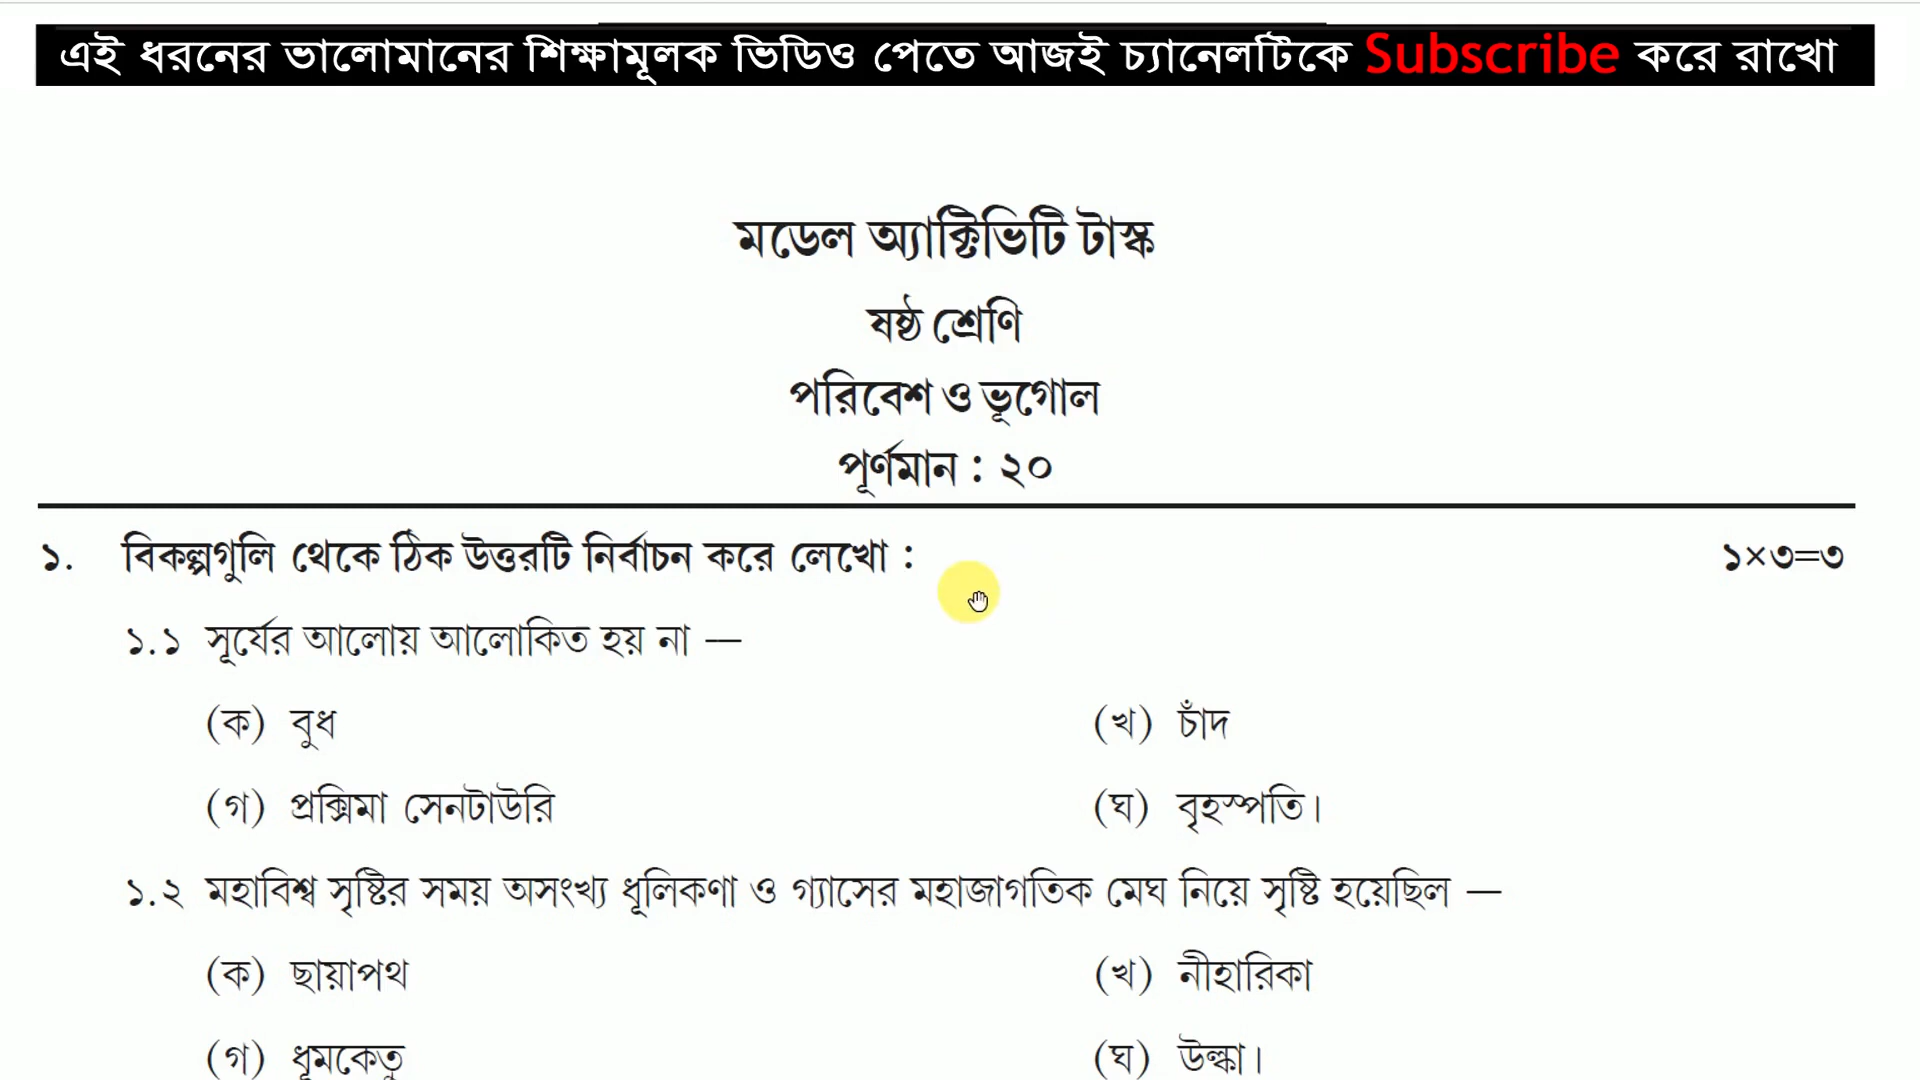 এই ধরনের ভালোমানের শিক্ষামূলক ভিডিও পেতে আজই চ্যানেলটিকে Subscribe করে রাখো
মডেল অ্যাক্টিভিটি টাস্ক
ষষ্ঠ শ্রেণি
পরিবেশ ও ভূগোল
পূর্ণমান : ২০
১. বিকল্পগুলি থেকে ঠিক উত্তরটি নির্বাচন করে লেখো : ১×৩=৩
১.১ সূর্যের আলোয় আলোকিত হয় না —
(ক) বুধ (খ) চাঁদ
(গ) প্রক্সিমা সেনটাউরি (ঘ) বৃহস্পতি।
১.২ মহাবিশ্ব সৃষ্টির সময় অসংখ্য ধূলিকণা ও গ্যাসের মহাজাগতিক মেঘ নিয়ে সৃষ্টি হয়েছিল —
(ক) ছায়াপথ (খ) নীহারিকা
(গ) ধূমকেতু (ঘ) উল্কা।